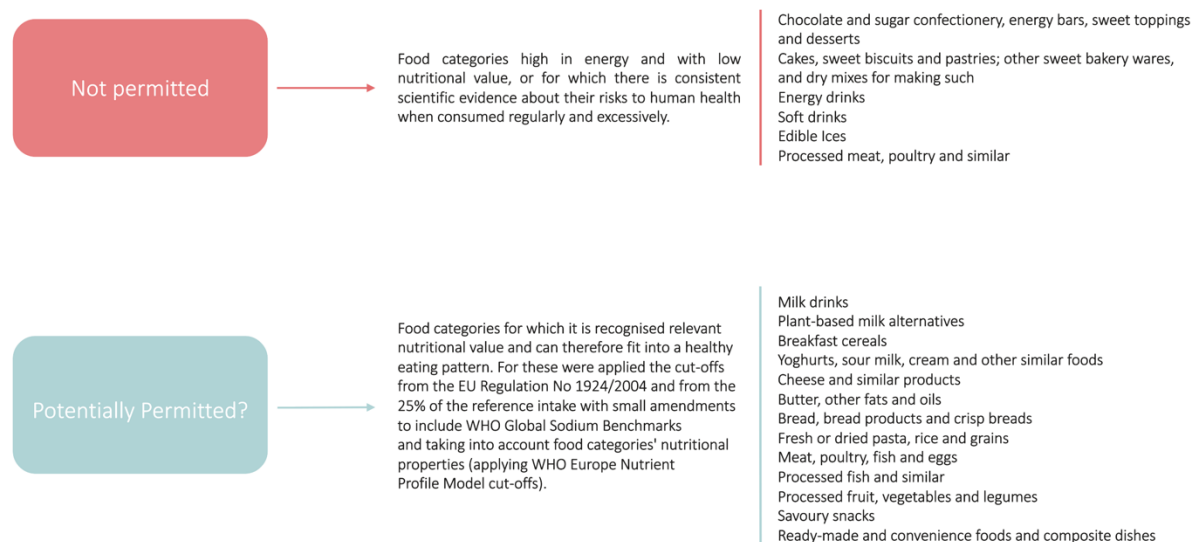 Not permitted
Food categories high in energy and with low
nutritional value, or for which there is consistent
scientific evidence about their risks to human health
when consumed regularly and excessively.
Chocolate and sugar confectionery, energy bars, sweet toppings
and desserts
Cakes, sweet biscuits and pastries; other sweet bakery wares,
and dry mixes for making such
Energy drinks
Soft drinks
Edible Ices
Processed meat, poultry and similar
Potentially Permitted?
Food categories for which it is recognised relevant
nutritional value and can therefore fit into a healthy
eating pattern. For these were applied the cut-offs
from the EU Regulation No 1924/2004 and from the
25% of the reference intake with small amendments
to include WHO Global Sodium Benchmarks
and taking into account food categories' nutritional
properties (applying WHO Europe Nutrient
Profile Model cut-offs).
Milk drinks
Plant-based milk alternatives
Breakfast cereals
Yoghurts, sour milk, cream and other similar foods
Cheese and similar products
Butter, other fats and oils
Bread, bread products and crisp breads
Fresh or dried pasta, rice and grains
Meat, poultry, fish and eggs
Processed fish and similar
Processed fruit, vegetables and legumes
Savoury snacks
Ready-made and convenience foods and composite dishes